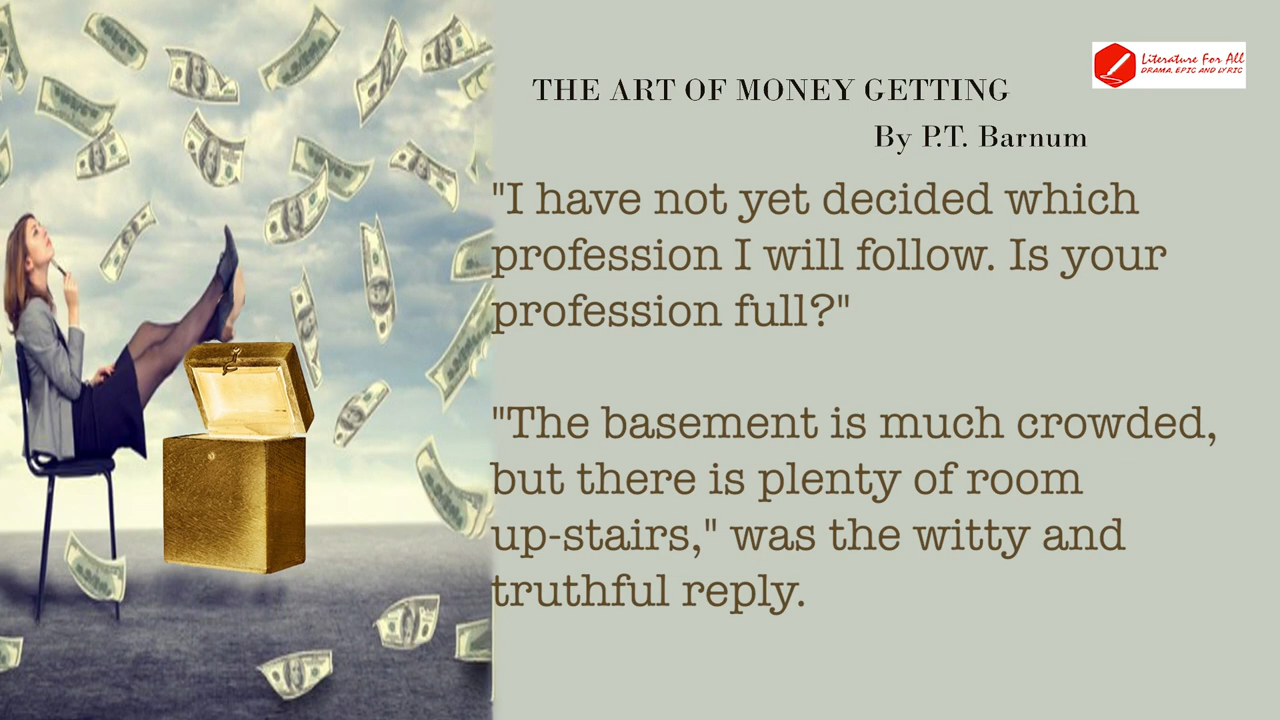 Literature For All
DRAMA, EPIC AND LYRIC
THE ART OF MONEY GETTING
By P.T. Barnum
"I have not yet decided which
profession I will follow. Is your
profession full?"
"The basement is much crowded,
but there is plenty of room
up-stairs," was the witty and
truthful reply.